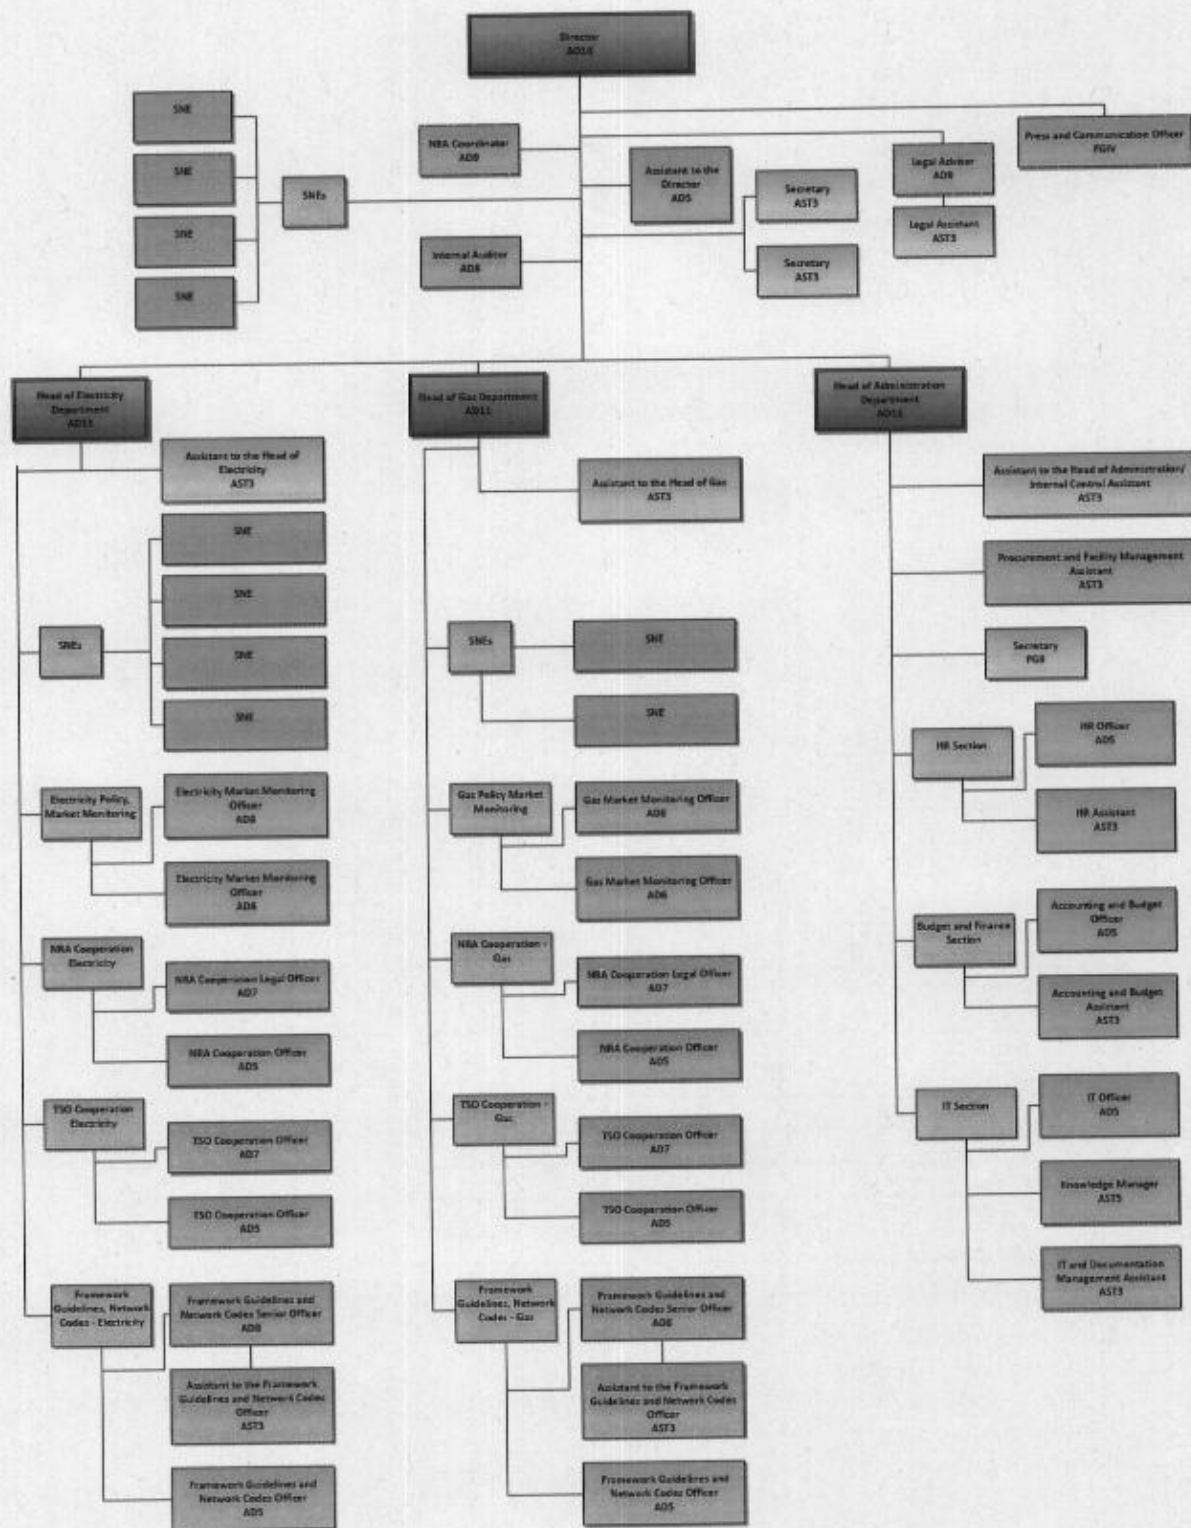 Director
AD14
SNE
SNE
SNE
SNE
SNEs
NRA Coordinator
AD9
Internal Auditor
AD8
Assistant to the
Director
AD5
Secretary
AST3
Secretary
AST3
Legal Adviser
AD9
Legal Assistant
AST3
Press and Communication Officer
FGIV
Head of Electricity
Department
AD11
Assistant to the Head of
Electricity
AST3
SNEs
SNE
SNE
SNE
SNE
Electricity Policy,
Market Monitoring
Electricity Market Monitoring
Officer
AD8
Electricity Market Monitoring
Officer
AD6
NRA Cooperation
Electricity
NRA Cooperation Legal Officer
AD7
NRA Cooperation Officer
AD5
TSO Cooperation
Electricity
TSO Cooperation Officer
AD7
TSO Cooperation Officer
AD5
Framework
Guidelines, Network
Codes - Electricity
Framework Guidelines and
Network Codes Senior Officer
AD8
Assistant to the Framework
Guidelines and Network Codes
Officer
AST3
Framework Guidelines and
Network Codes Officer
AD5
Head of Gas Department
AD11
Assistant to the Head of Gas
AST3
SNEs
SNE
SNE
Gas Policy Market
Monitoring
Gas Market Monitoring Officer
AD8
Gas Market Monitoring Officer
AD6
NRA Cooperation -
Gas
NRA Cooperation Legal Officer
AD7
NRA Cooperation Officer
AD5
TSO Cooperation -
Gas
TSO Cooperation Officer
AD7
TSO Cooperation Officer
AD5
Framework
Guidelines, Network
Codes - Gas
Framework Guidelines and
Network Codes Senior Officer
AD8
Assistant to the Framework
Guidelines and Network Codes
Officer
AST3
Framework Guidelines and
Network Codes Officer
AD5
Head of Administration
Department
AD11
Assistant to the Head of Administration/
Internal Control Assistant
AST3
Procurement and Facility Management
Assistant
AST3
Secretary
FGII
HR Section
HR Officer
AD5
HR Assistant
AST3
Budget and Finance
Section
Accounting and Budget
Officer
AD5
Accounting and Budget
Assistant
AST3
IT Section
IT Officer
AD5
Knowledge Manager
AST5
IT and Documentation
Management Assistant
AST3